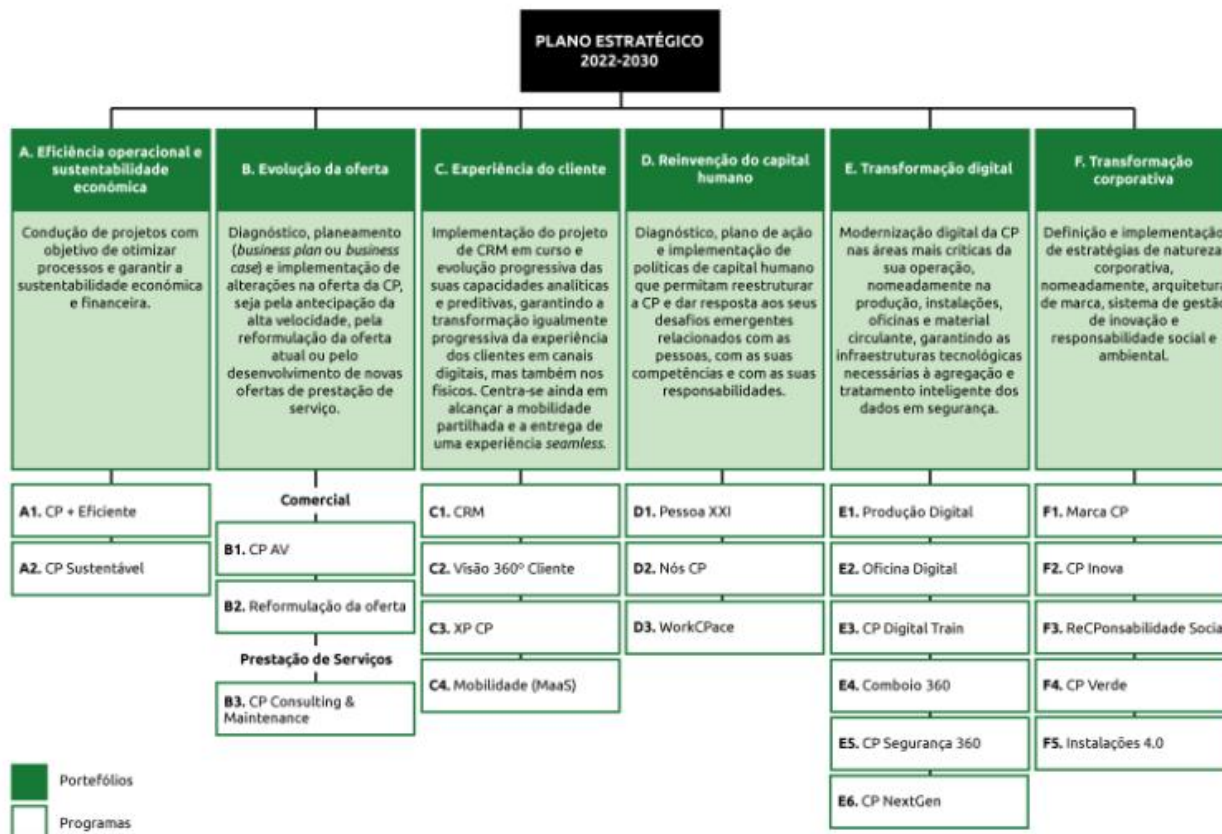 PLANO ESTRATÉGICO
2022-2030
A. Eficiência operacional e
sustentabilidade
económica
Condução de projetos com
objetivo de otimizar
processos e garantir a
sustentabilidade económica
e financeira.
A1. CP + Eficiente
A2. CP Sustentável
B. Evolução da oferta
Diagnóstico, planeamento
(business plan ou business
case) e implementação de
alterações na oferta da CP,
seja pela antecipação da
alta velocidade, pela
reformulação da oferta
atual ou pelo
desenvolvimento de novas
ofertas de prestação de
serviço.
Comercial
B1. CP AV
B2. Reformulação da oferta
Prestação de Serviços
B3. CP Consulting &
Maintenance
C. Experiência do cliente
Implementação do projeto
de CRM em curso e
evolução progressiva das
suas capacidades analíticas
e preditivas, garantindo a
transformação igualmente
progressiva da experiência
dos clientes em canais
digitais, mas também nos
físicos. Centra-se ainda em
alcançar a mobilidade
partilhada e a entrega de
uma experiência seamless.
C1. CRM
C2. Visão 360º Cliente
C3. XP CP
C4. Mobilidade (MaaS)
D. Reinvenção do capital
humano
Diagnóstico, plano de ação
e implementação de
políticas de capital humano
que permitam reestruturar
a CP e dar resposta aos seus
desafios emergentes
relacionados com as
pessoas, com as suas
competências e com as suas
responsabilidades.
D1. Pessoa XXI
D2. Nós CP
D3. WorkCPace
E. Transformação digital
Modernização digital da CP
nas áreas mais críticas da
sua operação,
nomeadamente na
produção, instalações,
oficinas e material
circulante, garantindo as
infraestruturas tecnológicas
necessárias à agregação e
tratamento inteligente dos
dados em segurança.
E1. Produção Digital
E2. Oficina Digital
E3. CP Digital Train
E4. Comboio 360
E5. CP Segurança 360
E6. CP NextGen
F. Transformação
corporativa
Definição e implementação
de estratégias de natureza
corporativa,
nomeadamente, arquitetura
de marca, sistema de gestão
de inovação e
responsabilidade social e
ambiental.
F1. Marca CP
F2. CP Inova
F3. ReCPonsabilidade Social
F4. CP Verde
F5. Instalações 4.0
Portefólios
Programas